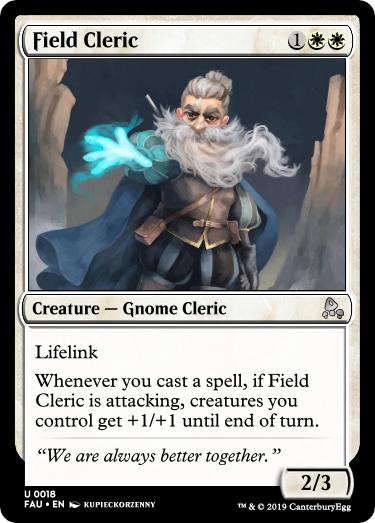 Field Cleric 1
Creature — Gnome Cleric
Lifelink
Whenever you cast a spell, if Field
Cleric is attacking, creatures you
control get +1/+1 until end of turn.
“We are always better together.”
2/3
U 0018
FAU • EN KUPIECKORZENNY
™ & © 2019 CanterburyEgg